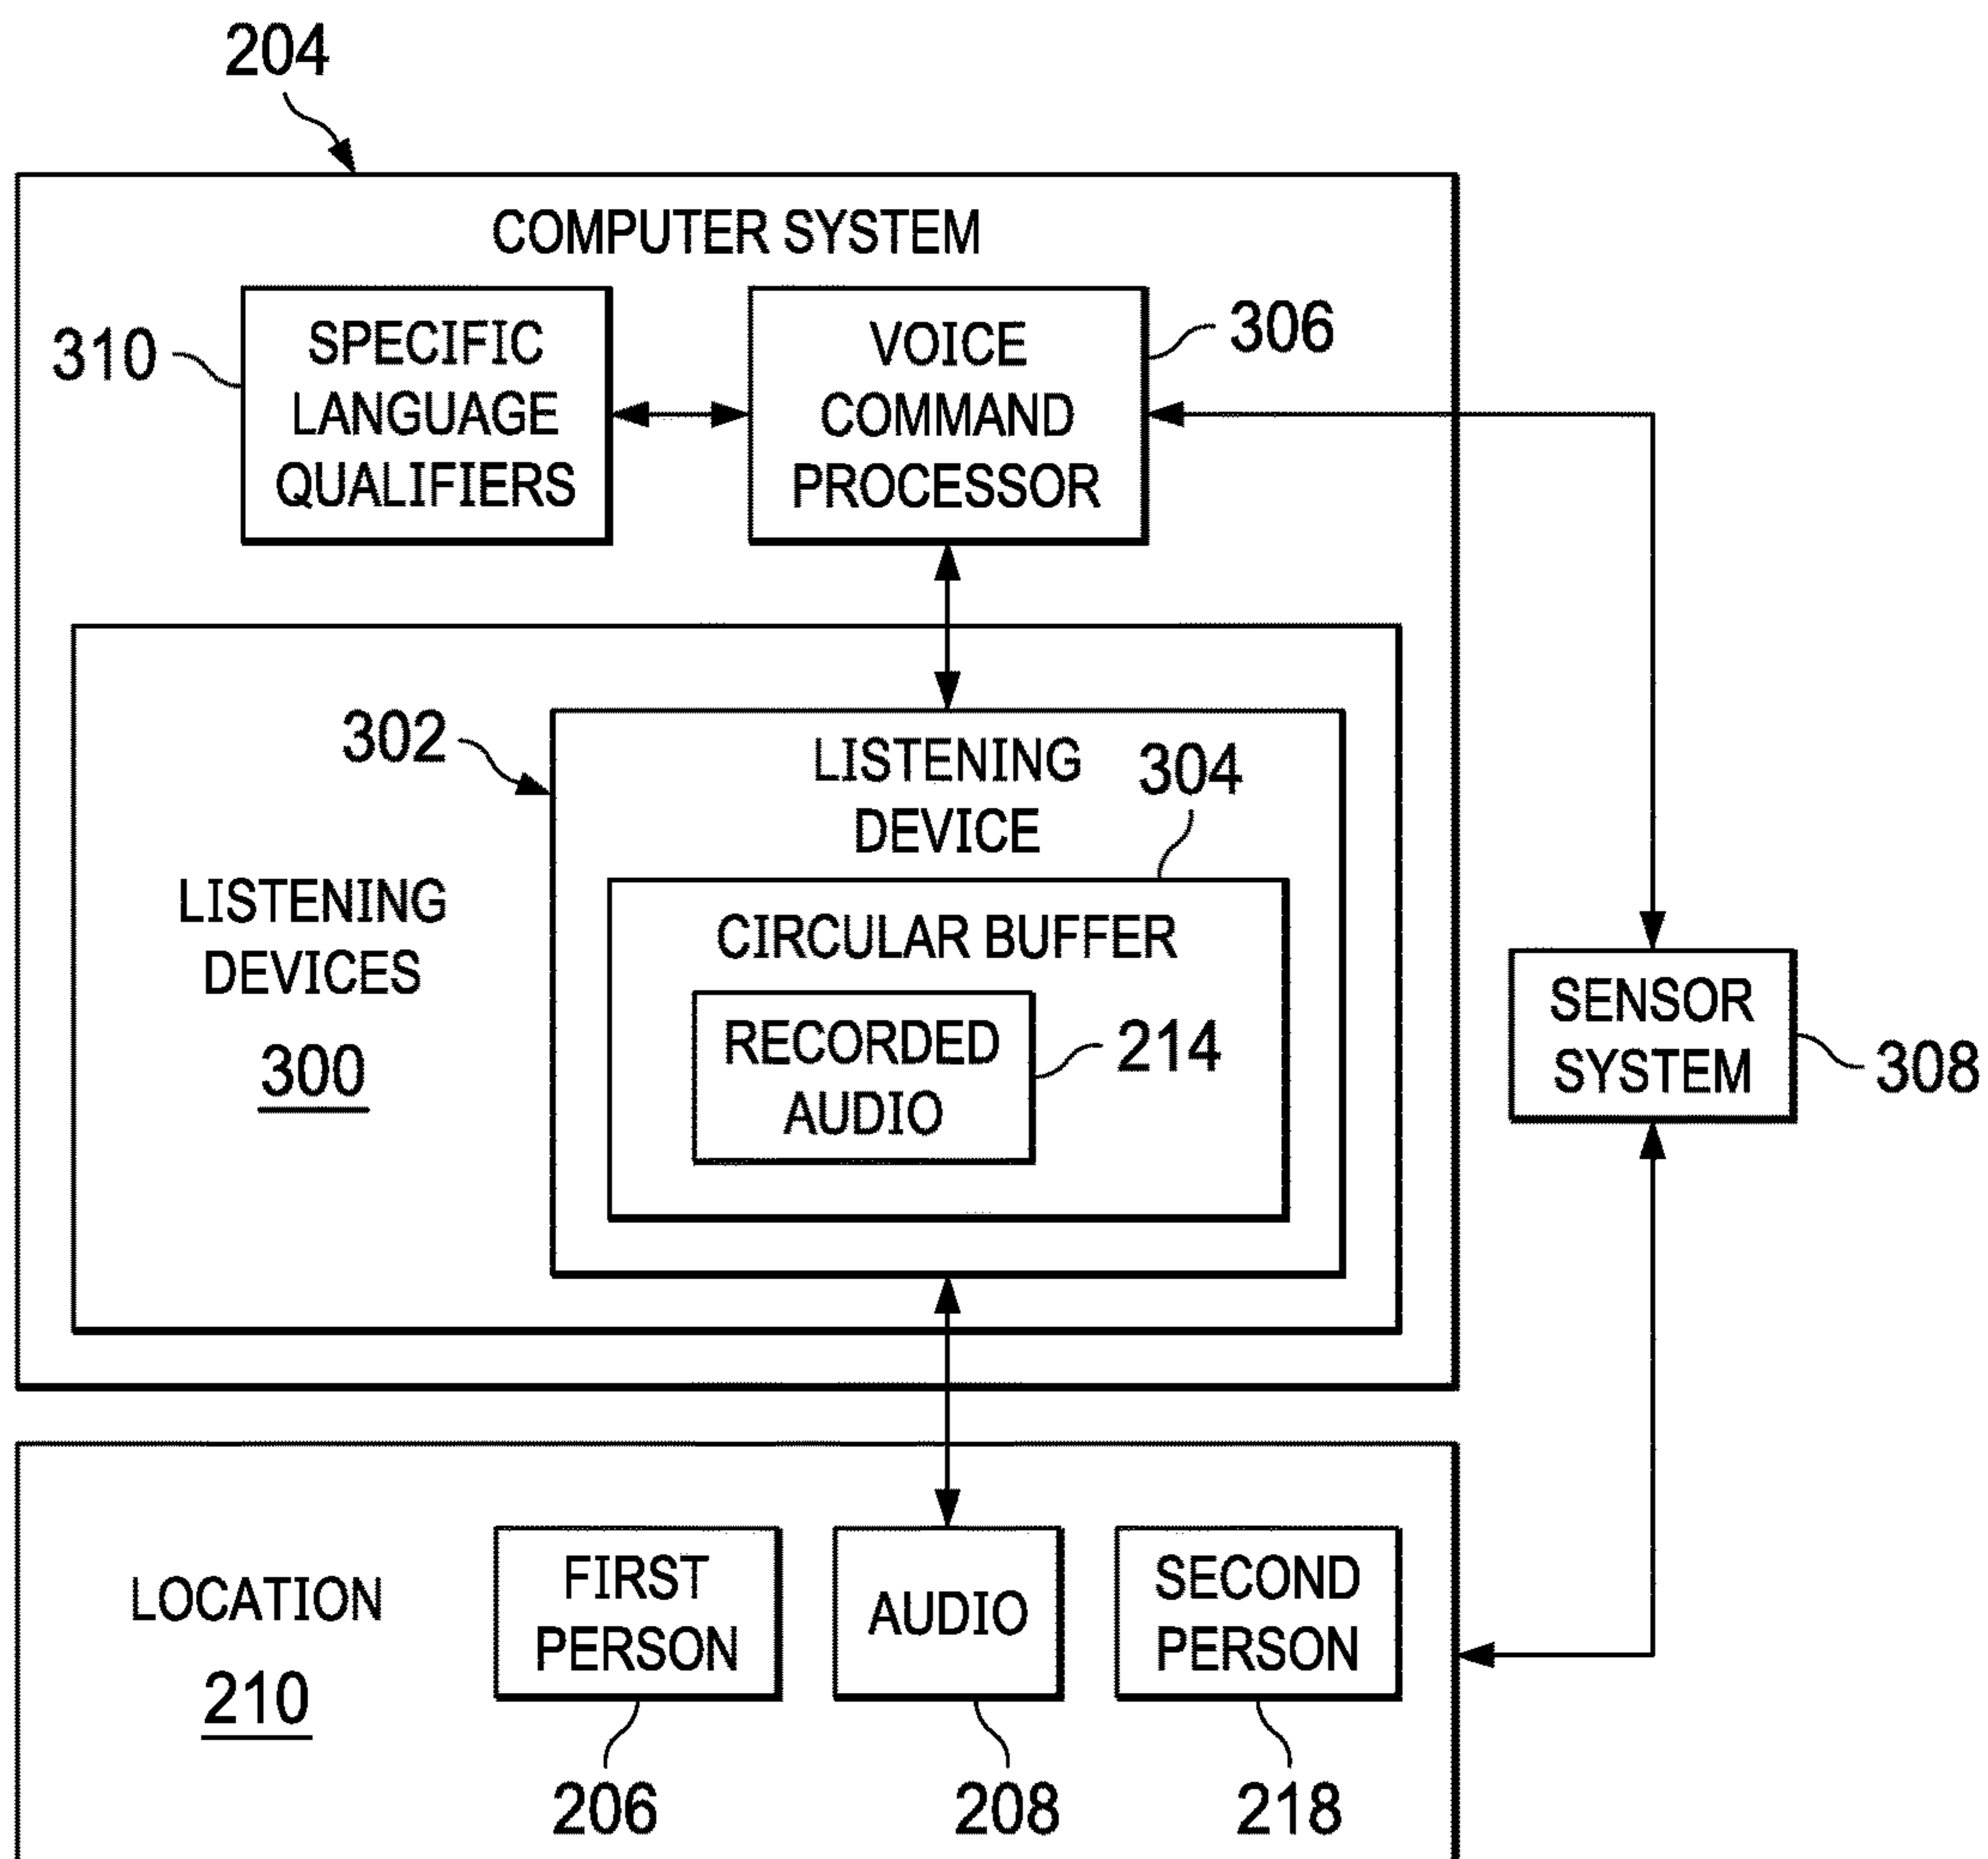 204
COMPUTER SYSTEM
310
SPECIFIC
LANGUAGE
QUALIFIERS
VOICE
COMMAND
PROCESSOR
306
302
LISTENING
DEVICE
304
LISTENING
DEVICES
300
CIRCULAR BUFFER
RECORDED
AUDIO
214
SENSOR
SYSTEM
308
LOCATION
210
FIRST
PERSON
AUDIO
SECOND
PERSON
206
208
218